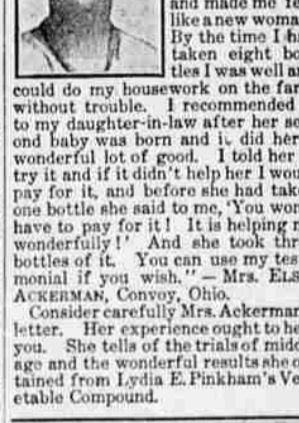 and made me fe
like a new woma
By the time I h
taken eight bo
tles I was well a
could do my housework on the far
without trouble. I recommended
to my daughter-in-law after her se
ond baby was born and it did her
wonderful lot of good. I told her
try it and if it didn't help her I wou
pay for it, and before she had tak
one bottle she said to me, 'You won
have to pay for it! It is helping m
wonderfully!' And she took thr
bottles of it. You can use my tes
monial if you wish." — Mrs. ELS
ACKERMAN, Convoy, Ohio.
Consider carefully Mrs. Ackerman
letter. Her experience ought to he
you. She tells of the trials of midd
age and the wonderful results she o
tained from Lydia E. Pinkham's Ve
etable Compound.